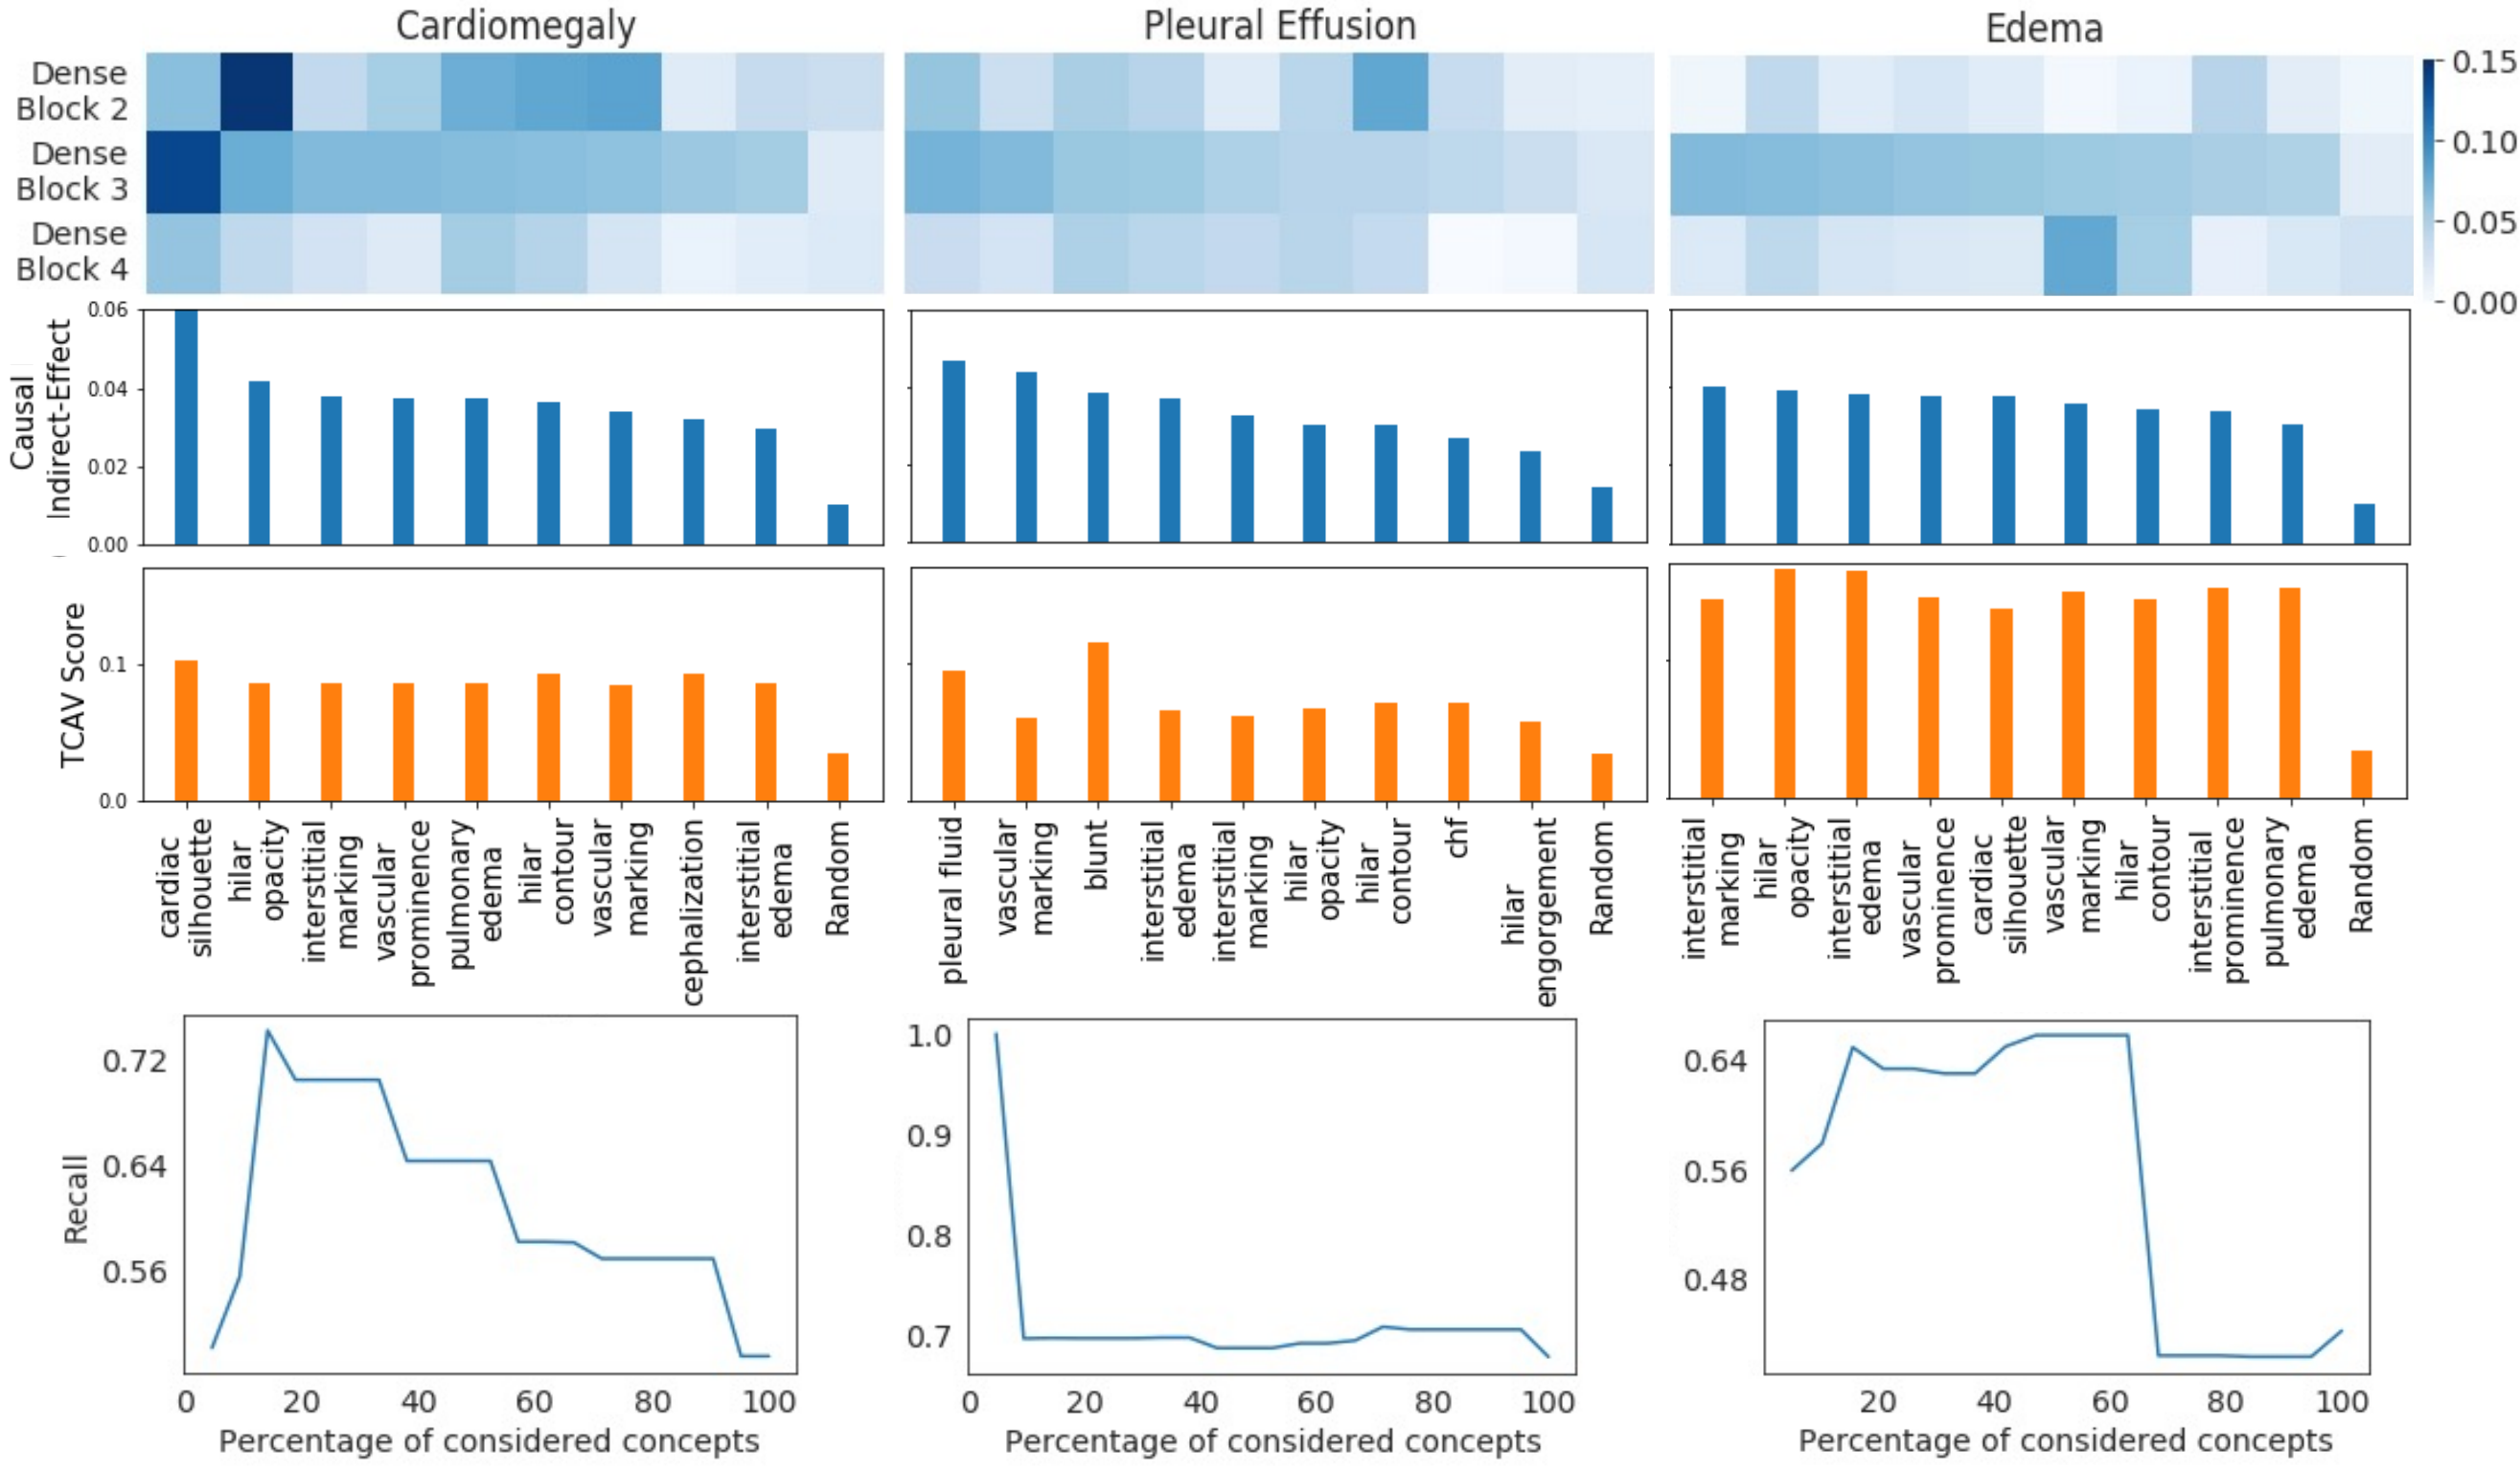 Cardiomegaly
Pleural Effusion
Edema
Dense
Block 2
Dense
Block 3
Dense
Block 4
0.15
0.10
0.05
0.00
Causal
Indirect-Effect
0.06
0.04
0.02
0.00
TCAV Score
0.1
0.0
cardiac
silhouette
hilar
opacity
interstitial
marking
vascular
prominence
pulmonary
edema
hilar
contour
vascular
marking
cephalization
interstitial
edema
Random
pleural fluid
vascular
marking
blunt
interstitial
edema
interstitial
marking
hilar
opacity
hilar
contour
chf
hilar
engorgement
Random
interstitial
marking
hilar
opacity
interstitial
edema
vascular
prominence
cardiac
silhouette
vascular
marking
hilar
contour
interstitial
prominence
pulmonary
edema
Random
Recall
0.72
0.64
0.56
0 20 40 60 80 100
Percentage of considered concepts
1.0
0.9
0.8
0.7
0 20 40 60 80 100
Percentage of considered concepts
0.64
0.56
0.48
20 40 60 80 100
Percentage of considered concepts